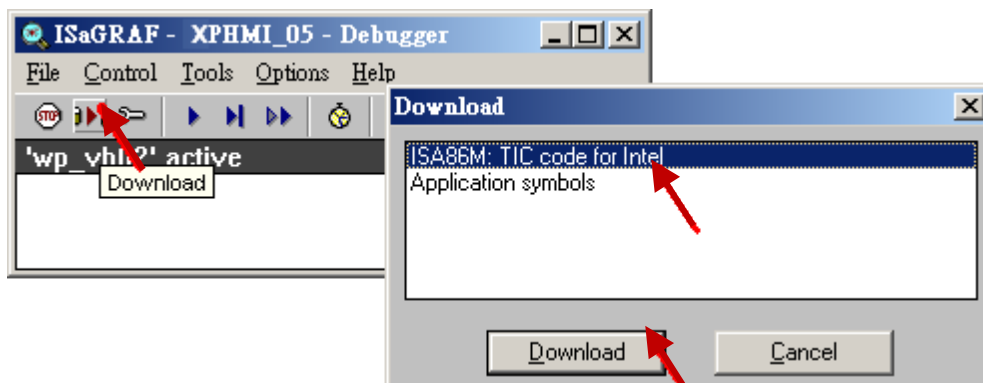 ISaGRAF - XPHMI_05 - Debugger
File Control Tools Options Help
STOP
active
Download
Download
ISA86M: TIC code for Intel
Application symbols
Download Cancel